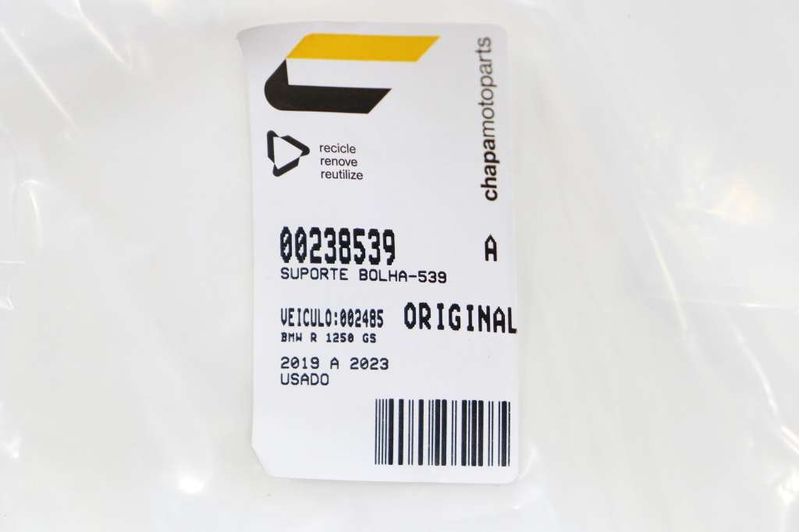 chapamotoparts
recicle
renove
reutilize
00238539 A
SUPORTE BOLHA-539
VEICULO:002485 ORIGINAL
BMW R 1250 GS
2019 A 2023
USADO